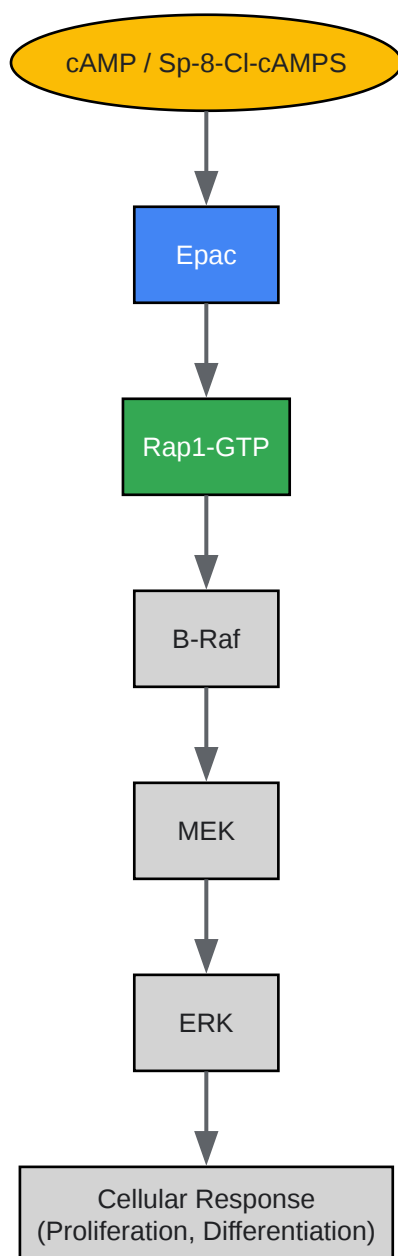 cAMP / Sp-8-Cl-cAMPS
Epac
Rap1-GTP
B-Raf
MEK
ERK
Cellular Response
(Proliferation, Differentiation)